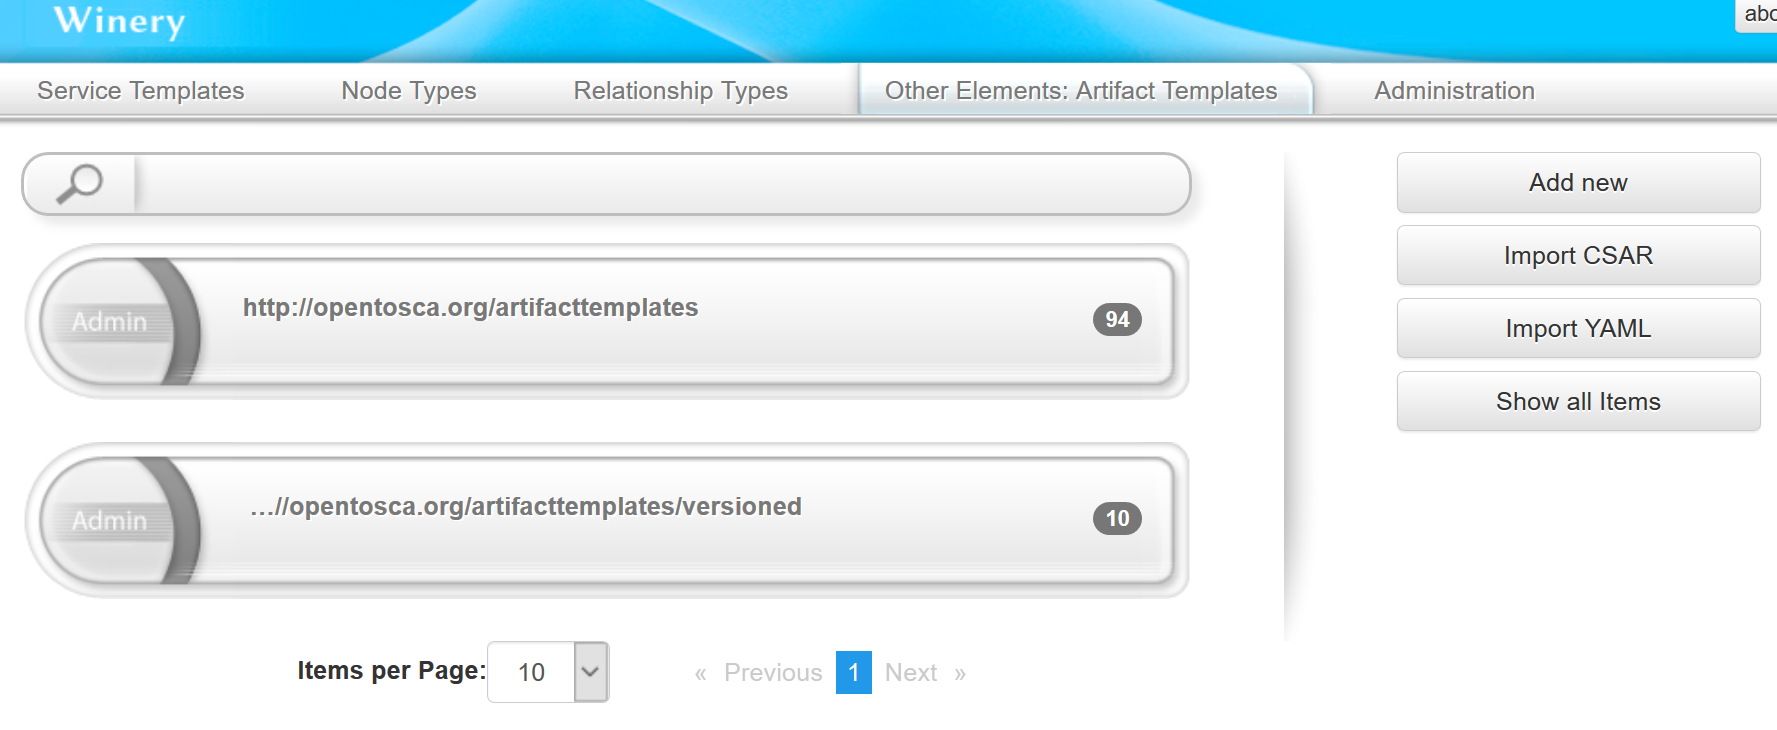 Winery
Service Templates
Node Types
Relationship Types
Other Elements: Artifact Templates
Administration
Add new
Import CSAR
Import YAML
Show all Items
Admin
http://opentosca.org/artifacttemplates
94
Admin
...//opentosca.org/artifacttemplates/versioned
10
Items per Page: 10
« Previous 1 Next »